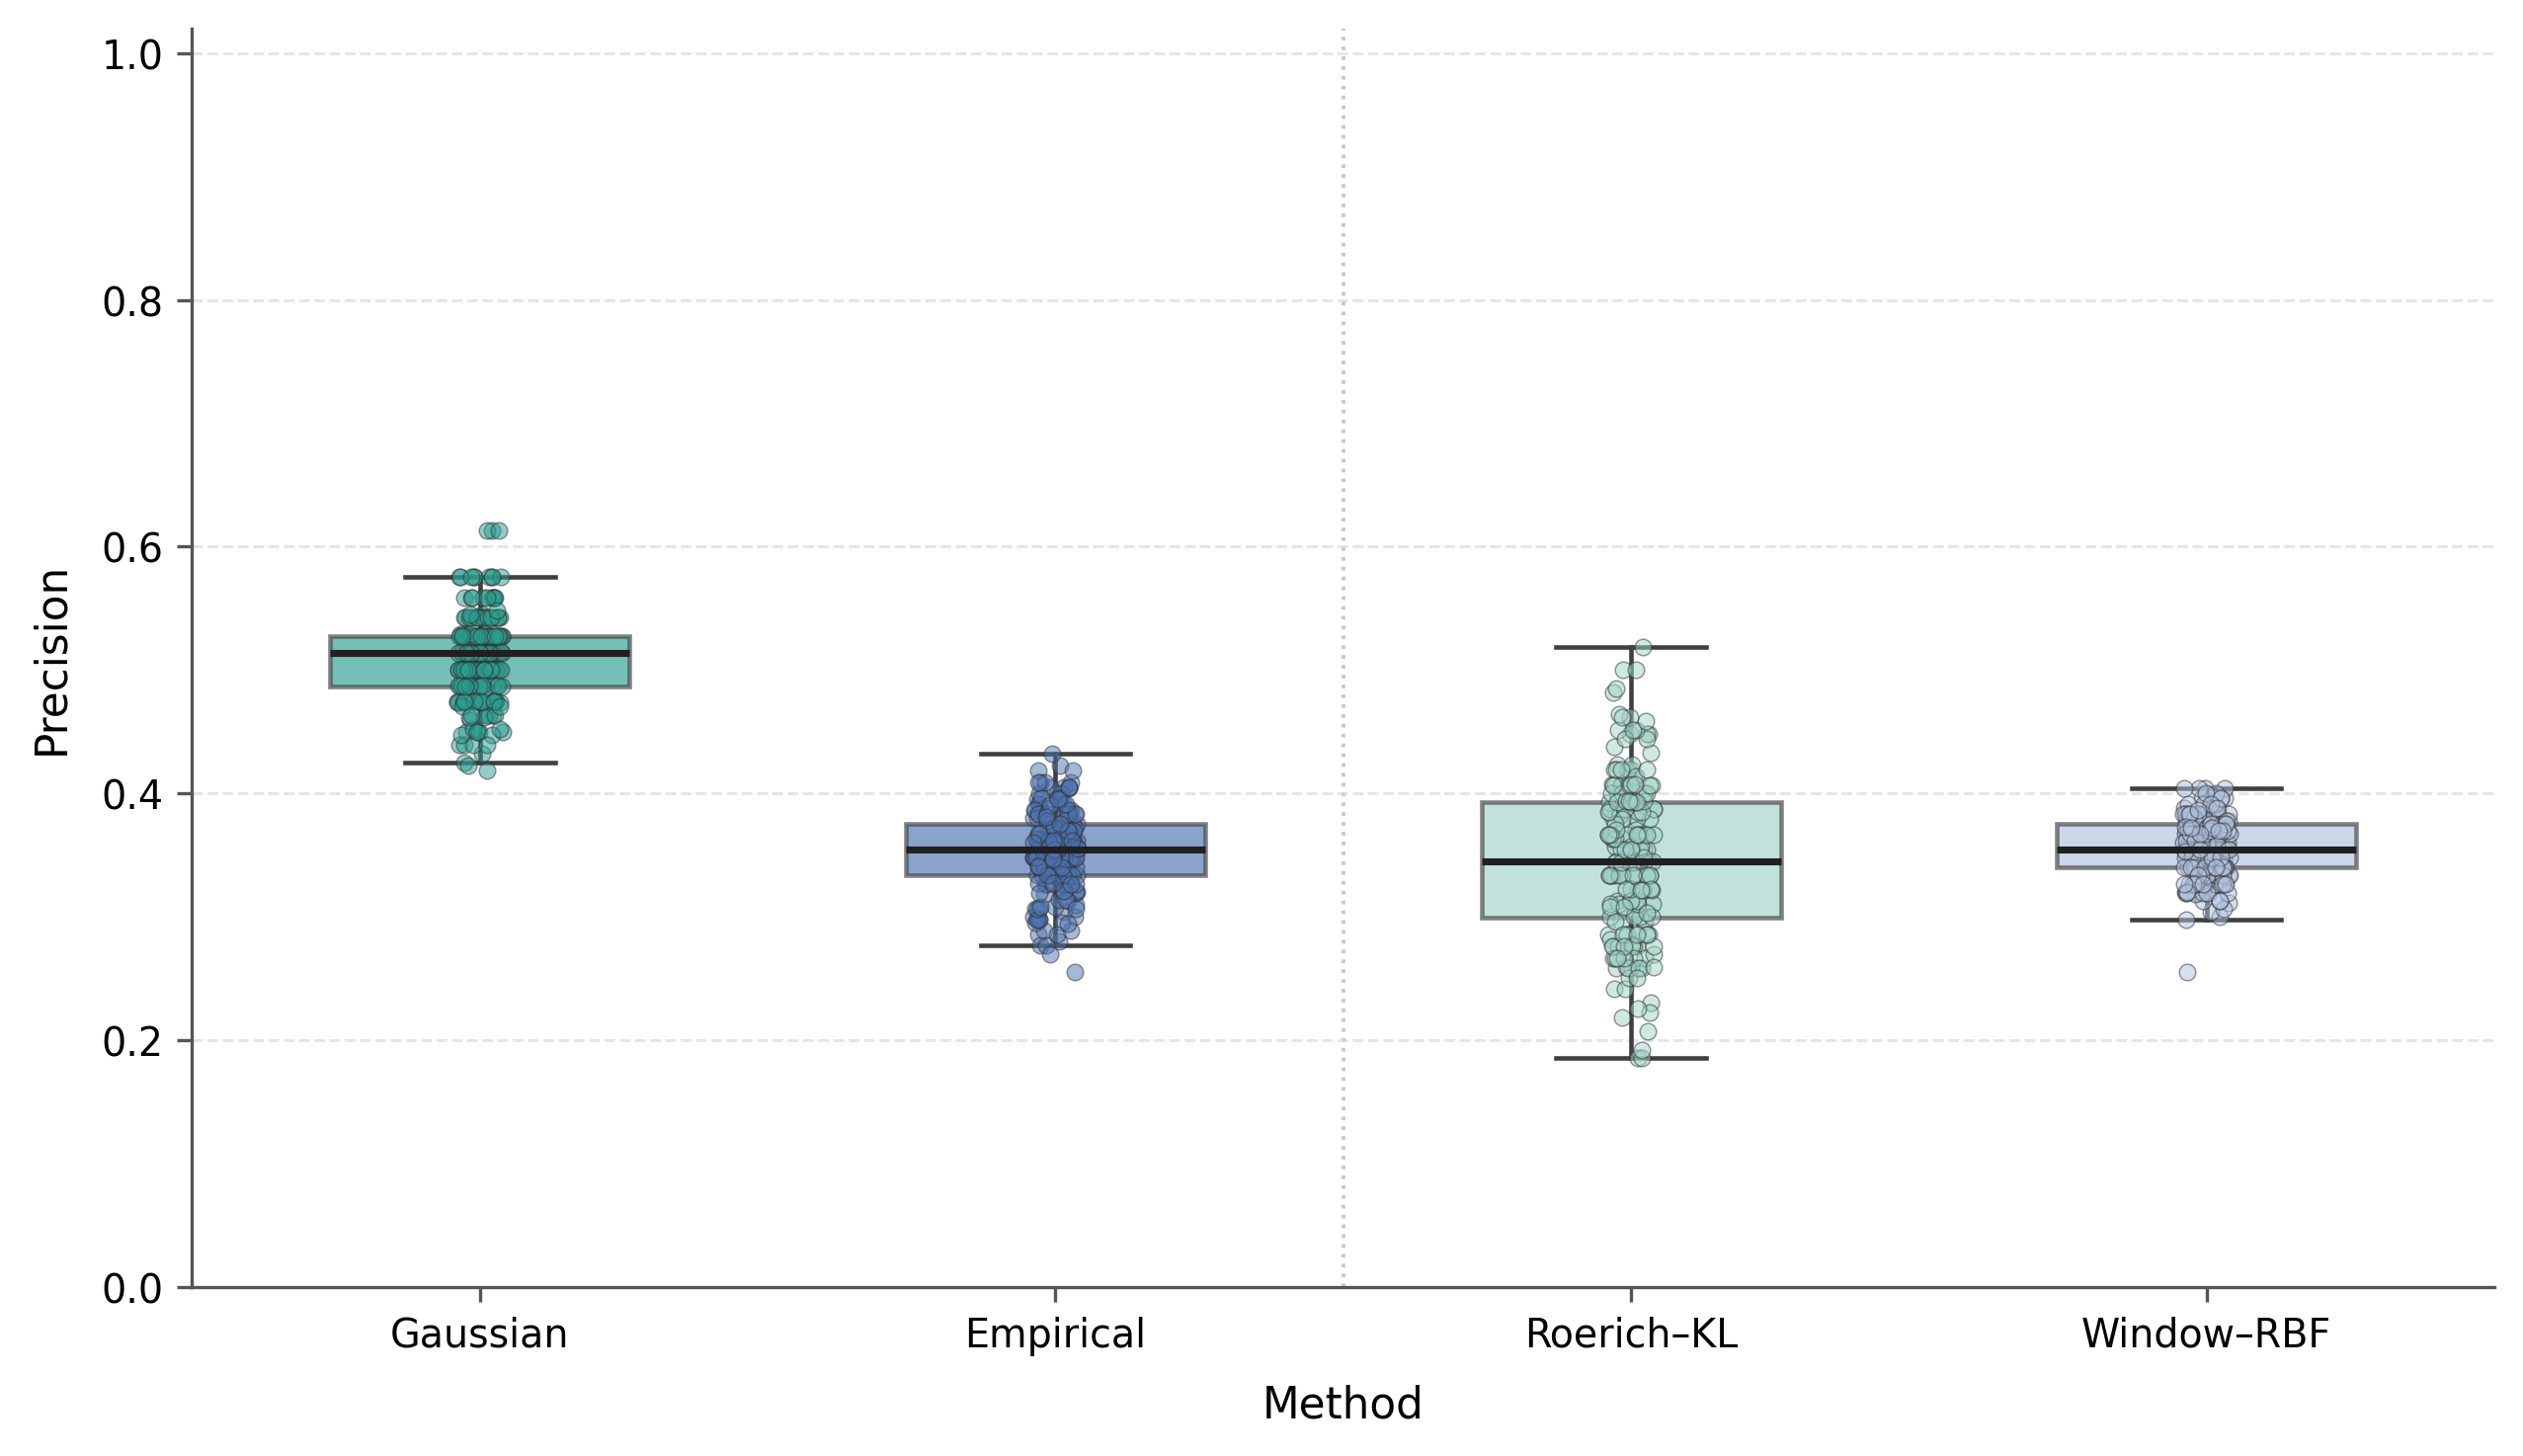 1.0
0.8
0.6
0.4
0.2
0.0
Precision
Gaussian
Empirical
Roerich–KL
Window–RBF
Method